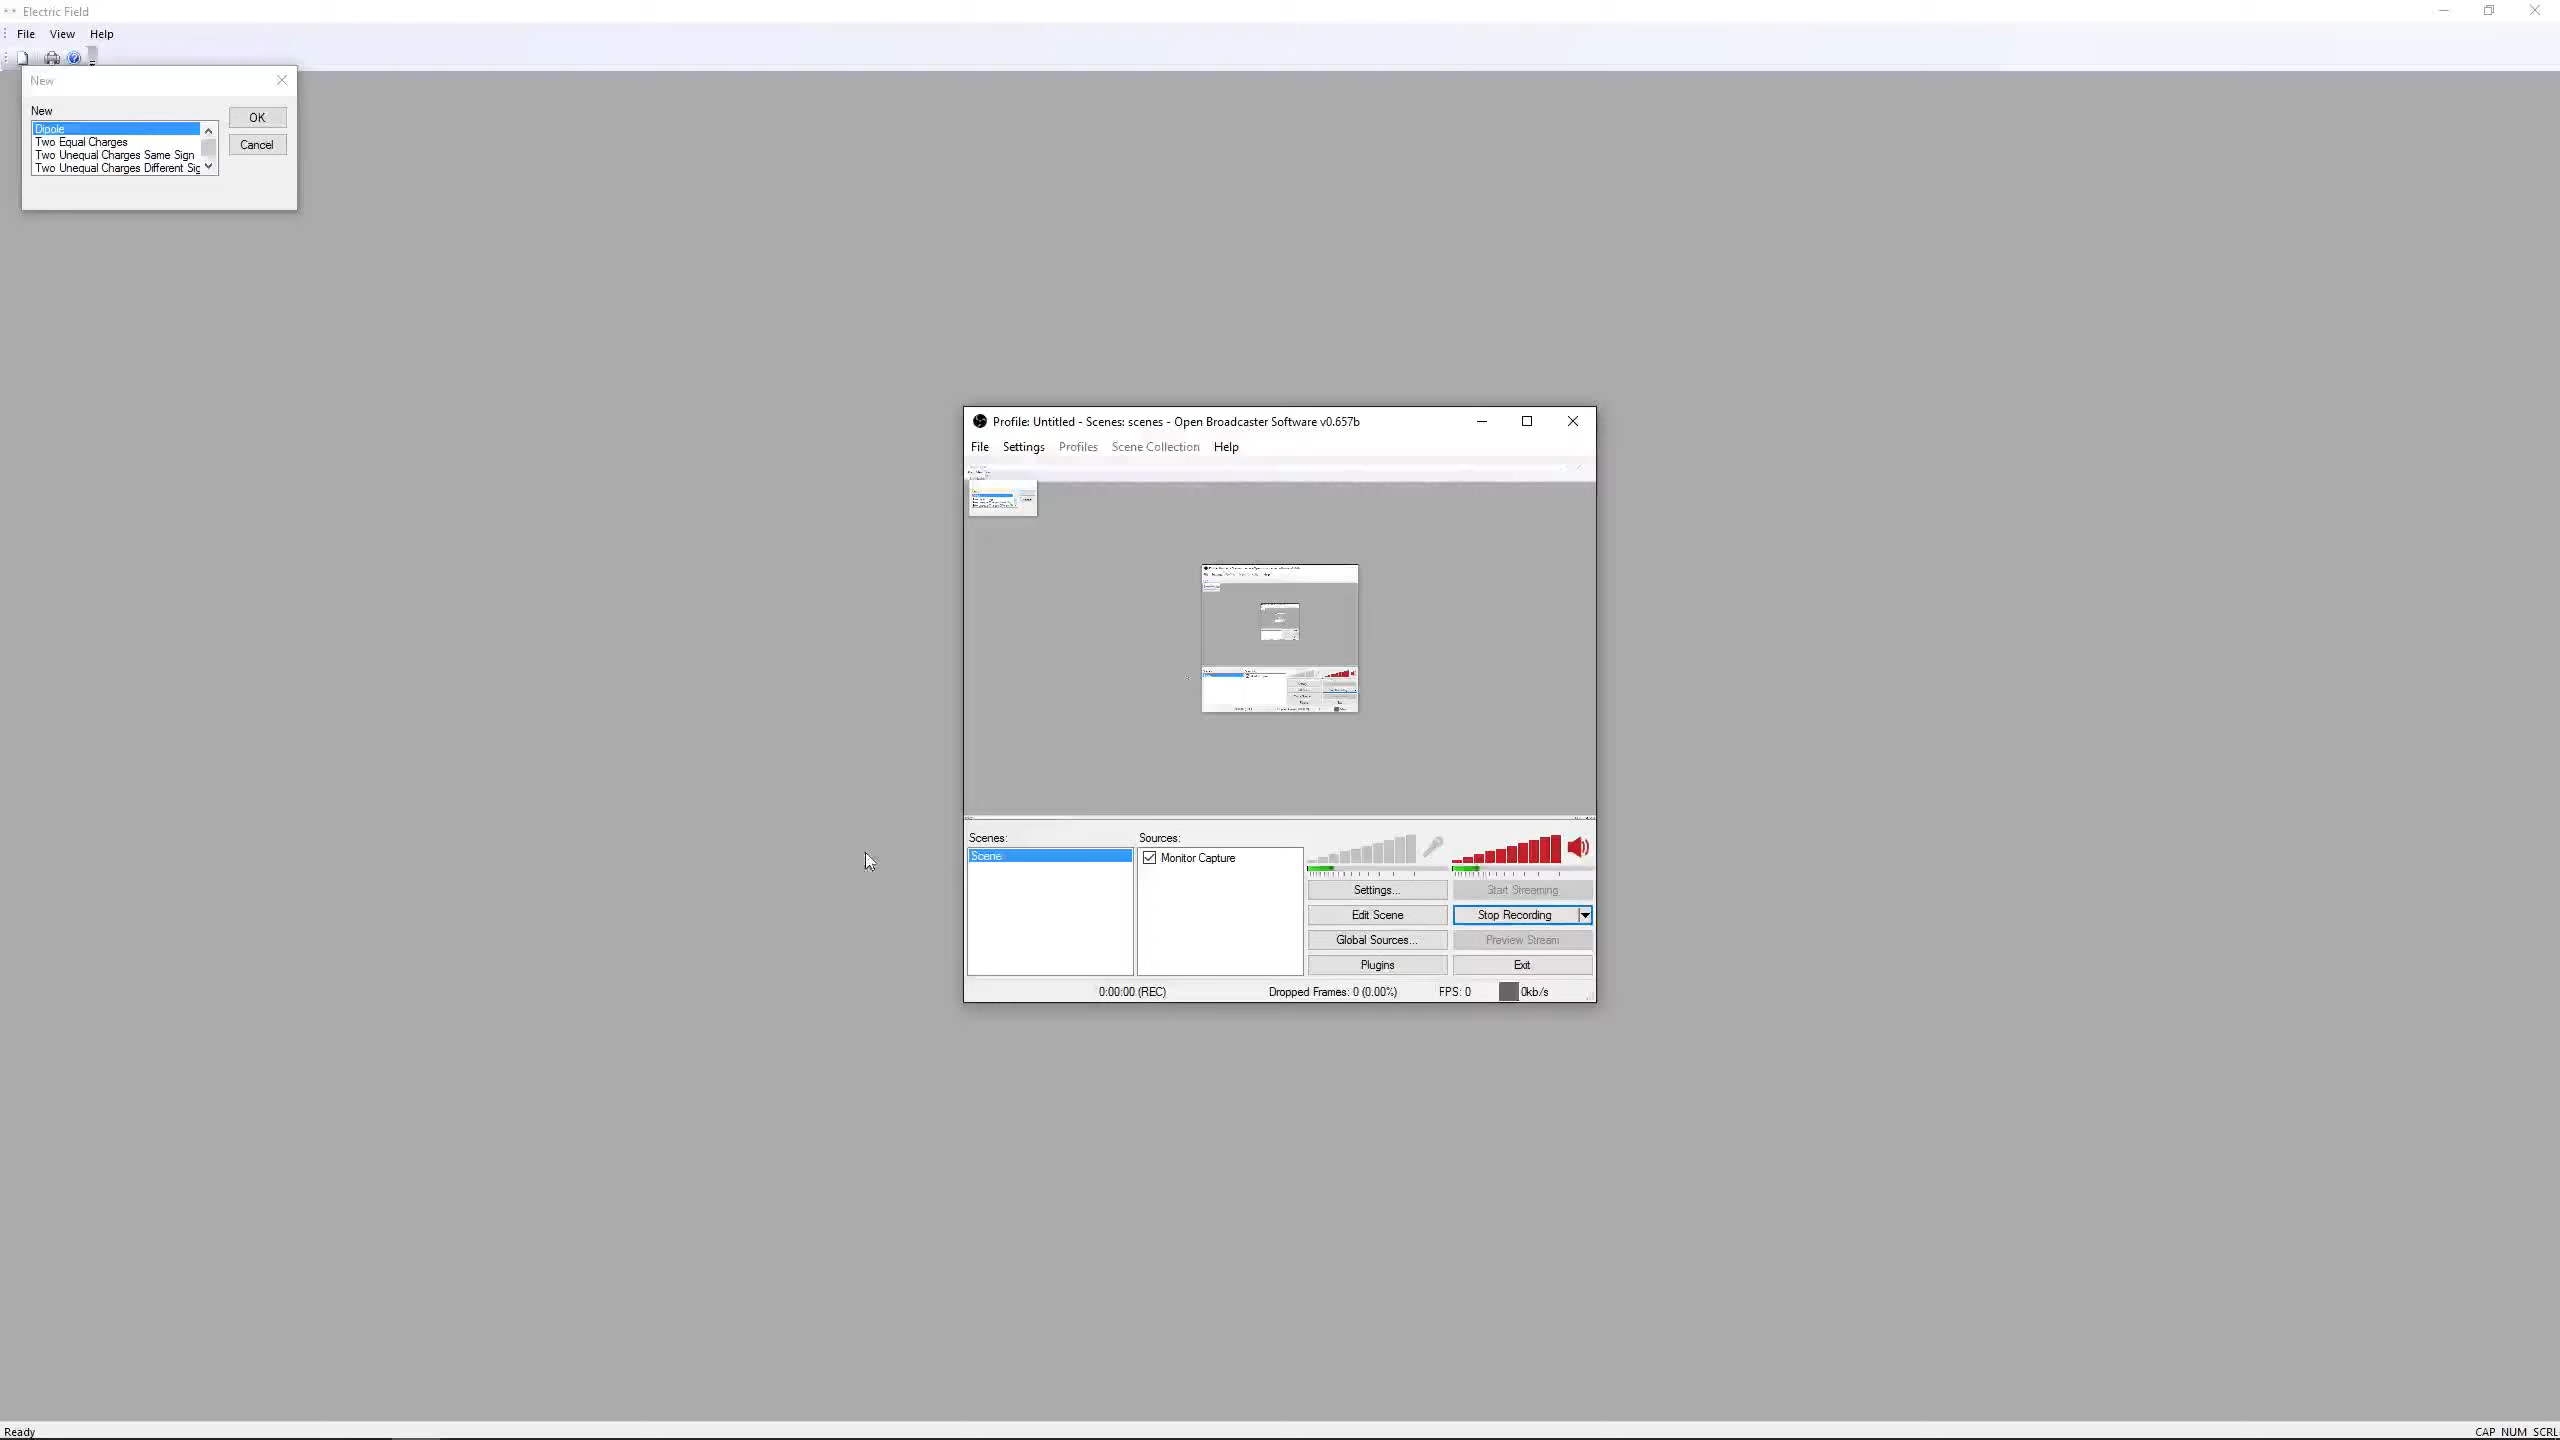 Electric Field
File View Help
New
New
Dipole
Two Equal Charges
Two Unequal Charges Same Sign
Two Unequal Charges Different Sig
OK
Cancel
Profile: Untitled - Scenes: scenes - Open Broadcaster Software v0.657b
File Settings Profiles Scene Collection Help
Scenes:
Scene
Sources:
Monitor Capture
Settings...
Start Streaming
Edit Scene
Stop Recording
Global Sources...
Preview Stream
Plugins
Exit
0:00:00 (REC)
Dropped Frames: 0 (0.00%)
FPS: 0
0kb/s
Ready
CAP NUM SCRL